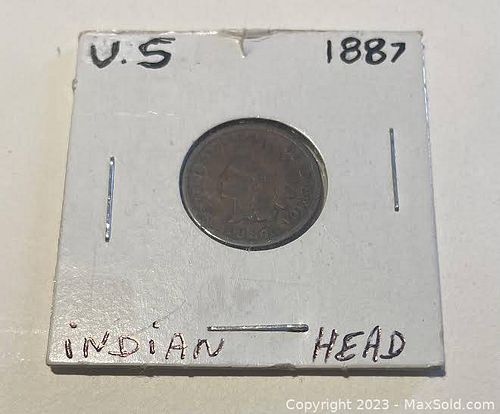 U.S 1887
INDIAN HEAD
Copyright 2023 - MaxSold.com